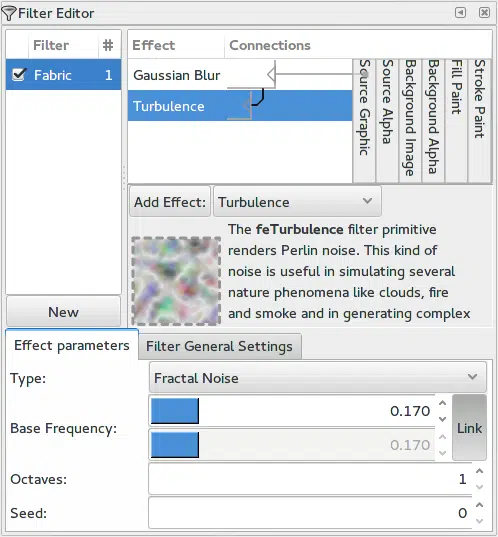 Filter Editor
Filter #
Fabric 1
New
Effect Connections
Gaussian Blur
Turbulence
Source Graphic
Source Alpha
Background Image
Background Alpha
Fill Paint
Stroke Paint
Add Effect: Turbulence
The feTurbulence filter primitive
renders Perlin noise. This kind of
noise is useful in simulating several
nature phenomena like clouds, fire
and smoke and in generating complex
Effect parameters Filter General Settings
Type: Fractal Noise
Base Frequency: 0.170
0.170
Link
Octaves: 1
Seed: 0